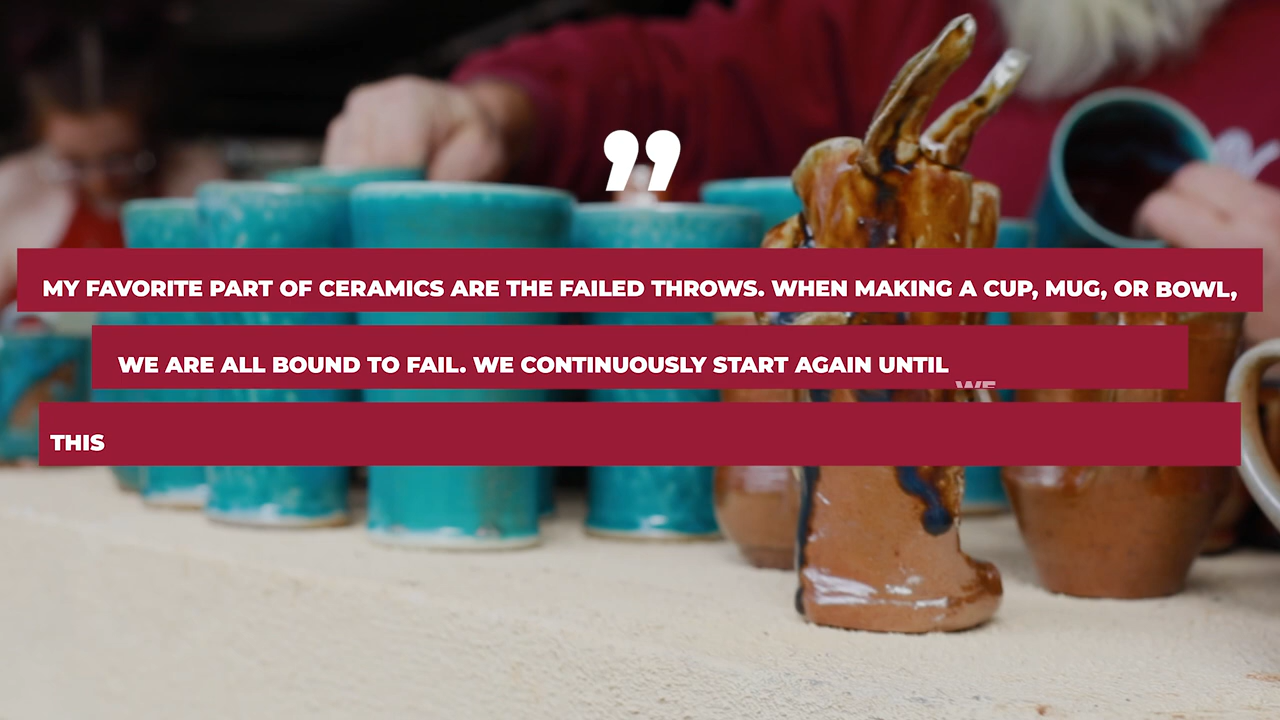 ”
MY FAVORITE PART OF CERAMICS ARE THE FAILED THROWS. WHEN MAKING A CUP, MUG, OR BOWL,
WE ARE ALL BOUND TO FAIL. WE CONTINUOUSLY START AGAIN UNTIL WE
THIS